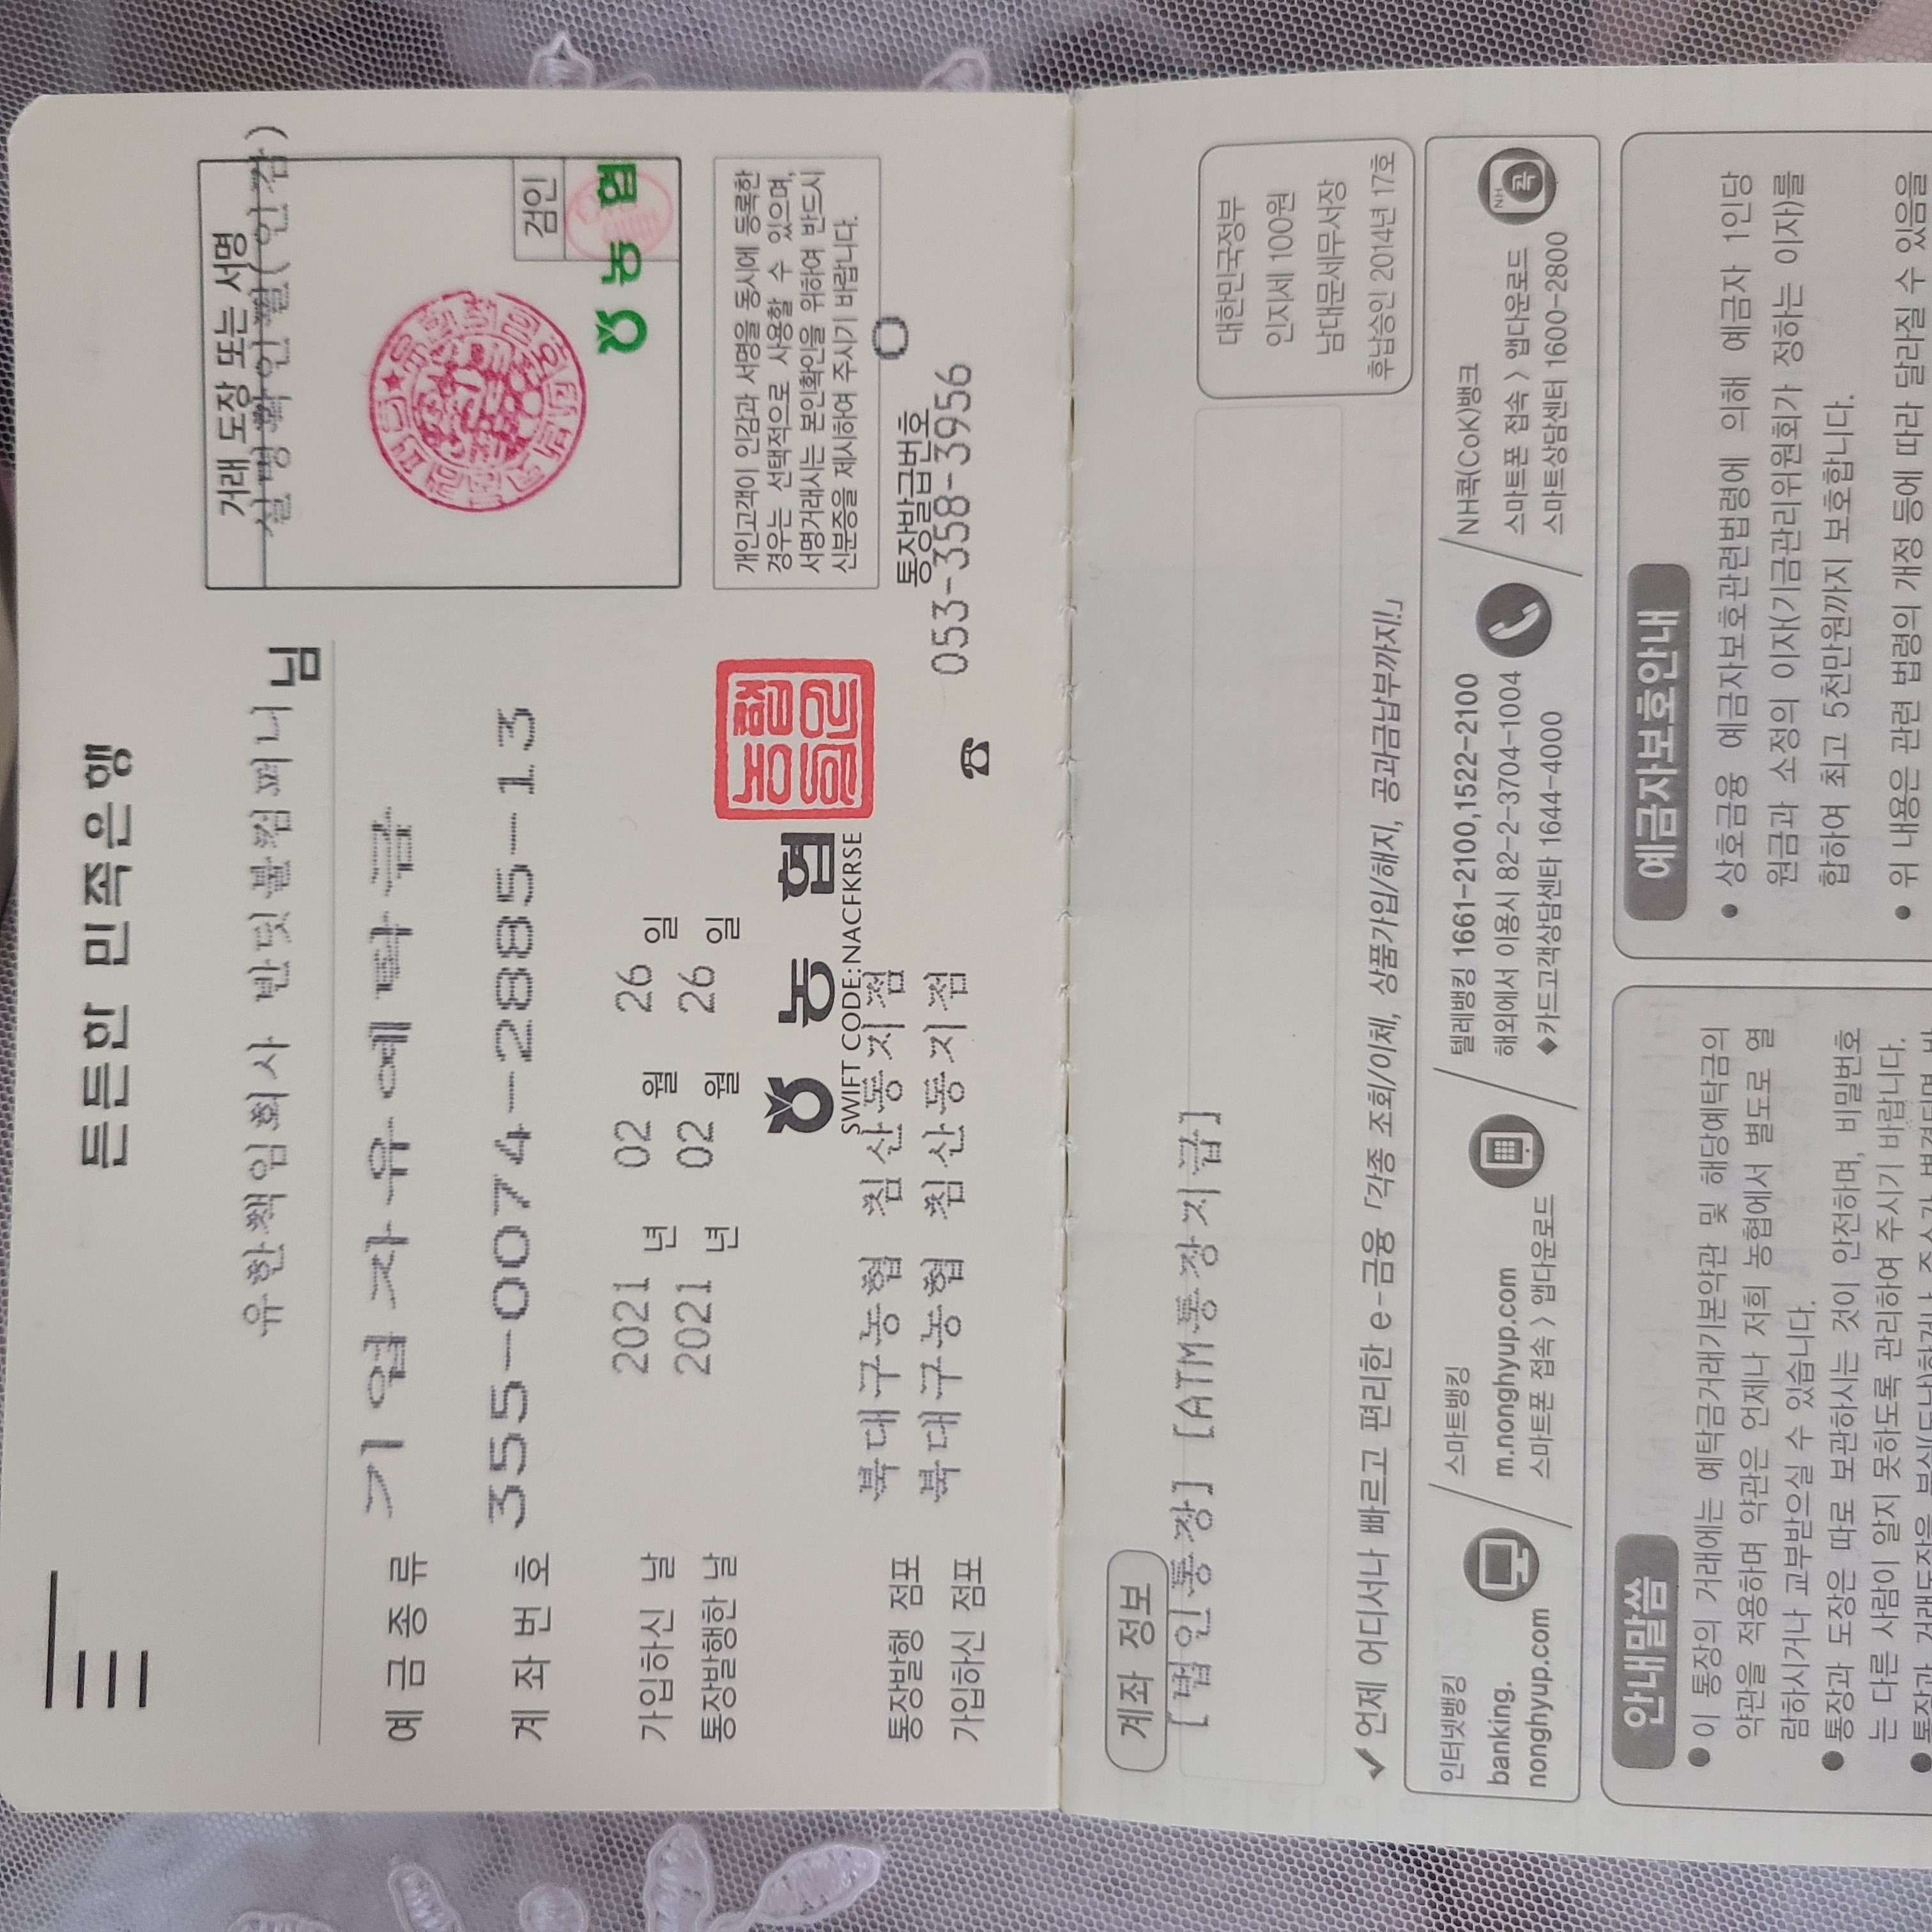 든든한 민족은행
유한책임회사 반딧불컴퍼니 님
예금종류 기업자유예탁금
계좌번호 355-0074-2885-13
가입하신 날 2021 년 02 월 26 일
통장발행한 날 2021 년 02 월 26 일
농협
SWIFT CODE:NACFKRSE
통장발행 점포 북대구농협 침산동지점
가입하신 점포 북대구농협 침산동지점
☎ 053-358-3956
거래 도장 또는 서명
실명확인필(인감)
검인
농협
개인고객이 인감과 서명을 동시에 등록한
경우는 선택적으로 사용할 수 있으며,
서명거래시는 본인확인을 위하여 반드시
신분증을 제시하여 주시기 바랍니다.
통장발급번호
0
계좌 정보
[법인통장] [ATM통장지급]
대한민국정부
인지세 100원
남대문세무서장
후납승인 2014년 17호
✓ 언제 어디서나 빠르고 편리한 e-금융 「각종 조회/이체, 상품가입/해지, 공과금납부까지!」
인터넷뱅킹
banking.
nonghyup.com
스마트뱅킹
m.nonghyup.com
스마트폰 접속 > 앱다운로드
텔레뱅킹 1661-2100,1522-2100
해외에서 이용시 82-2-3704-1004
◆카드고객상담센터 1644-4000
NH콕(CoK)뱅크
스마트폰 접속 > 앱다운로드
스마트상담센터 1600-2800
NH
콕
안내말씀
● 이 통장의 거래에는 예탁금거래기본약관 및 해당예탁금의
약관을 적용하며 약관은 언제나 저희 농협에서 별도로 열
람하시거나 교부받으실 수 있습니다.
● 통장과 도장은 따로 보관하시는 것이 안전하며, 비밀번호
는 다른 사람이 알지 못하도록 관리하여 주시기 바랍니다.
예금자보호안내
● 상호금융 예금자보호관련법령에 의해 예금자 1인당
원금과 소정의 이자(기금관리위원회가 정하는 이자)를
합하여 최고 5천만원까지 보호합니다.
● 위 내용은 관련 법령의 개정 등에 따라 달라질 수 있음을